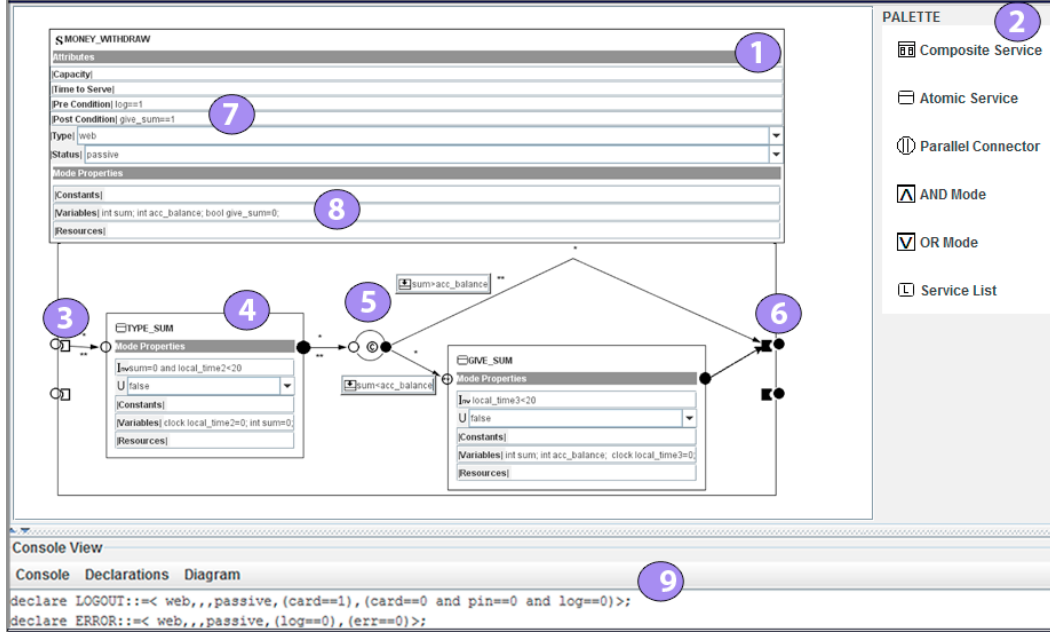 PALETTE
2
Composite Service
Atomic Service
Parallel Connector
AND Mode
OR Mode
L Service List
S MONEY_WITHDRAW
1
Attributes
|Capacity|
|Time to Serve|
|Pre Condition| log==1
7
|Post Condition| give_sum==1
|Type| web
|Status| passive
Mode Properties
|Constants|
8
|Variables| int sum; int acc_balance; bool give_sum=0;
|Resources|
*
sum>acc_balance **
3
4
5
6
* **
TYPE_SUM
Mode Properties
Inv sum=0 and local_time2<20
U false
|Constants|
|Variables| clock local_time2=0; int sum=0;
|Resources|
* **
C
*
sum<acc_balance
GIVE_SUM
Mode Properties
Inv local_time3<20
U false
|Constants|
|Variables| int sum; int acc_balance; clock local_time3=0;
|Resources|
Console View
Console Declarations Diagram
9
declare LOGOUT::=< web,,,passive,(card==1),(card==0 and pin==0 and log==0)>;
declare ERROR::=< web,,,passive,(log==0),(err==0)>;